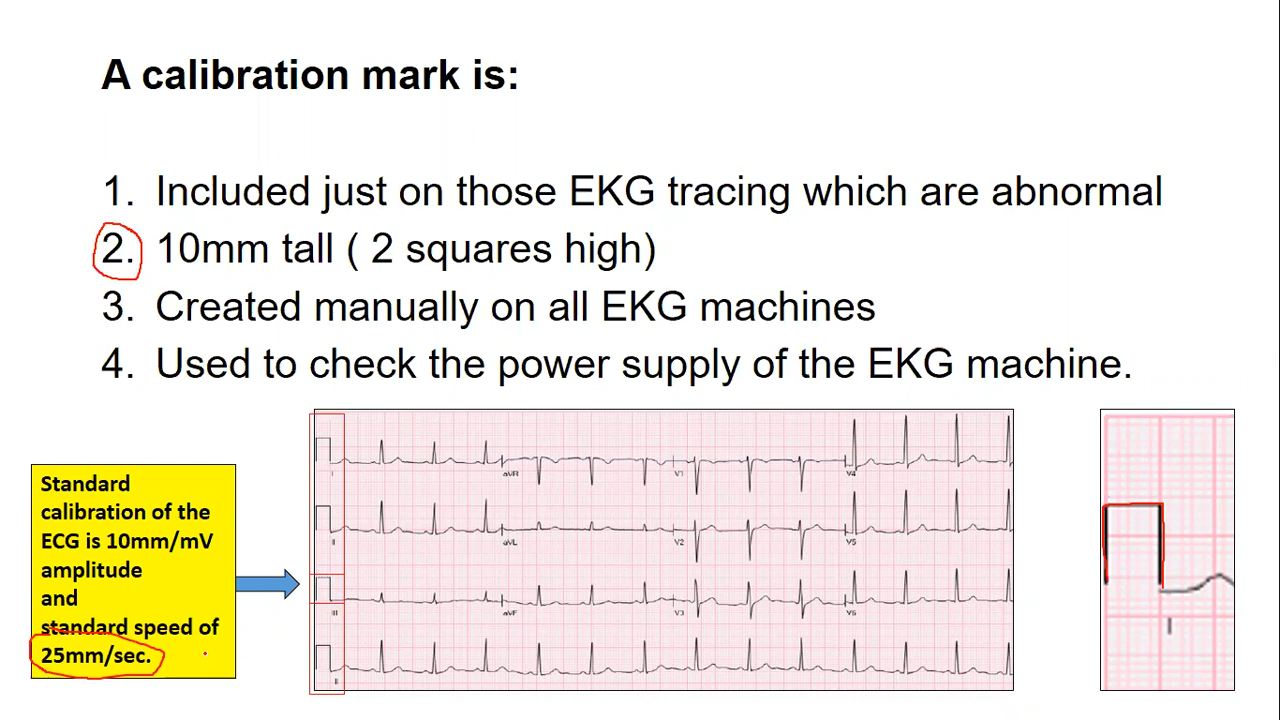 A calibration mark is:
1. Included just on those EKG tracing which are abnormal
2. 10mm tall ( 2 squares high)
3. Created manually on all EKG machines
4. Used to check the power supply of the EKG machine.
Standard
calibration of the
ECG is 10mm/mV
amplitude
and
standard speed of
25mm/sec.
I aVR V1 V4
II aVL V2 V5
III aVF V3 V6
II
I